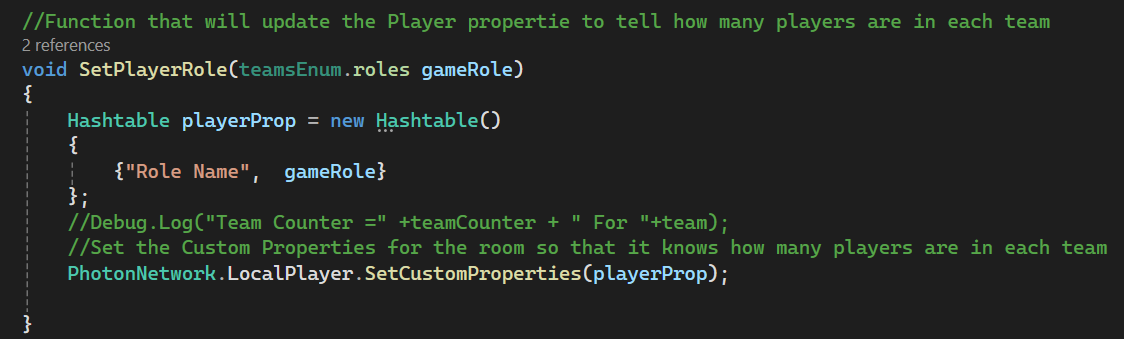 //Function that will update the Player propertie to tell how many players are in each team
2 references
void SetPlayerRole(teamsEnum.roles gameRole)
{
    Hashtable playerProp = new Hashtable()
    {
        {"Role Name",  gameRole}
    };
    //Debug.Log("Team Counter =" +teamCounter + " For "+team);
    //Set the Custom Properties for the room so that it knows how many players are in each team
    PhotonNetwork.LocalPlayer.SetCustomProperties(playerProp);
}